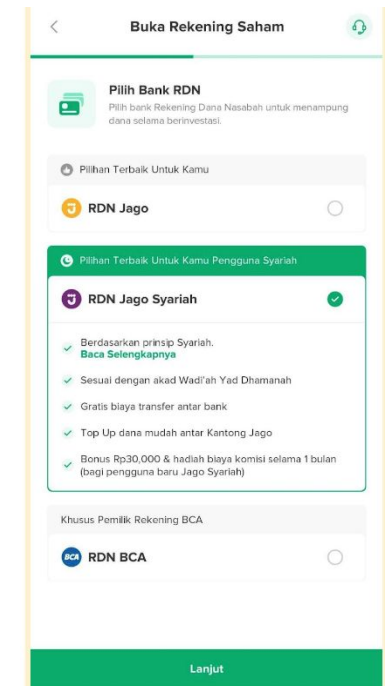 Buka Rekening Saham
Pilih Bank RDN
Pilih bank Rekening Dana Nasabah untuk menampung
dana selama berinvestasi.
Pilihan Terbaik Untuk Kamu
RDN Jago
Pilihan Terbaik Untuk Kamu Pengguna Syariah
RDN Jago Syariah
Berdasarkan prinsip Syariah.
Baca Selengkapnya
Sesuai dengan akad Wadi'ah Yad Dhamanah
Gratis biaya transfer antar bank
Top Up dana mudah antar Kantong Jago
Bonus Rp30,000 & hadiah biaya komisi selama 1 bulan
(bagi pengguna baru Jago Syariah)
Khusus Pemilik Rekening BCA
BCA RDN BCA
Lanjut